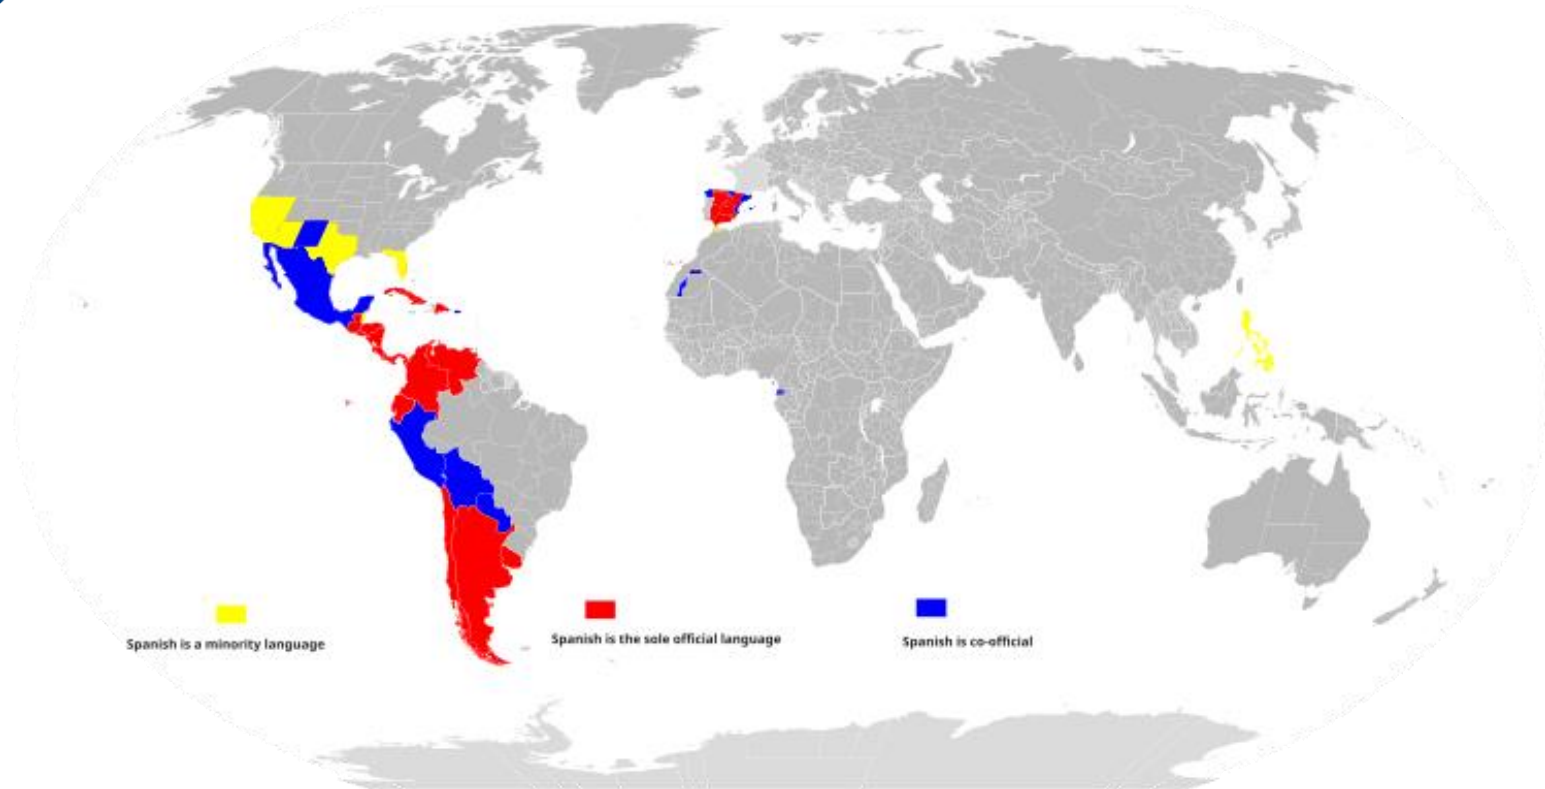 Spanish is a minority language
Spanish is the sole official language
Spanish is co-official